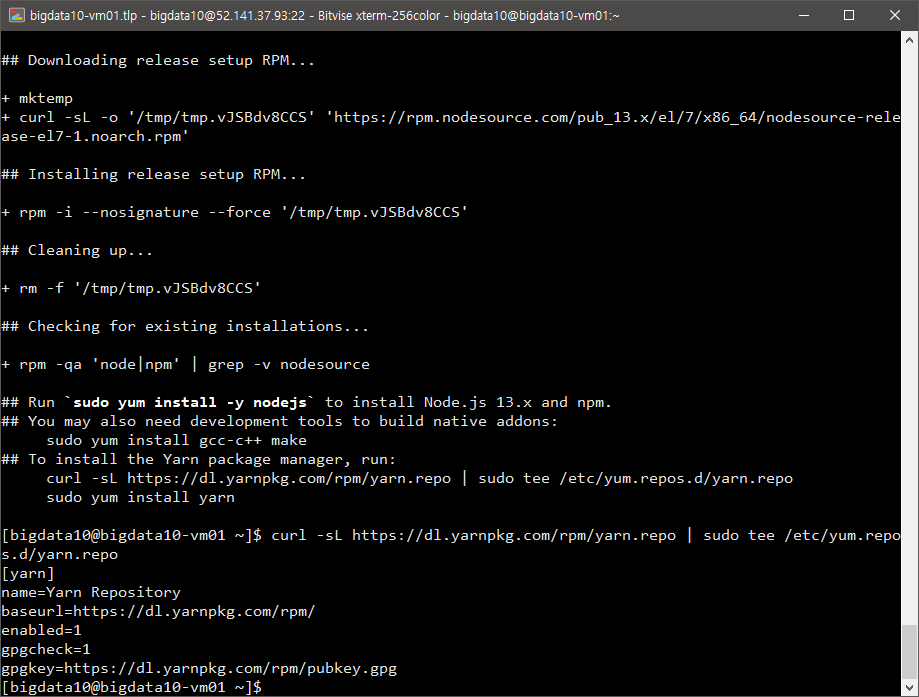 bigdata10-vm01.tlp - bigdata10@52.141.37.93:22 - Bitvise xterm-256color - bigdata10@bigdata10-vm01:~
## Downloading release setup RPM...
+ mktemp
+ curl -sL -o '/tmp/tmp.vJSBdv8CCS' 'https://rpm.nodesource.com/pub_13.x/el/7/x86_64/nodesource-rele
ase-el7-1.noarch.rpm'
## Installing release setup RPM...
+ rpm -i --nosignature --force '/tmp/tmp.vJSBdv8CCS'
## Cleaning up...
+ rm -f '/tmp/tmp.vJSBdv8CCS'
## Checking for existing installations...
+ rpm -qa 'node|npm' | grep -v nodesource
## Run `sudo yum install -y nodejs` to install Node.js 13.x and npm.
## You may also need development tools to build native addons:
     sudo yum install gcc-c++ make
## To install the Yarn package manager, run:
     curl -sL https://dl.yarnpkg.com/rpm/yarn.repo | sudo tee /etc/yum.repos.d/yarn.repo
     sudo yum install yarn
[bigdata10@bigdata10-vm01 ~]$ curl -sL https://dl.yarnpkg.com/rpm/yarn.repo | sudo tee /etc/yum.repo
s.d/yarn.repo
[yarn]
name=Yarn Repository
baseurl=https://dl.yarnpkg.com/rpm/
enabled=1
gpgcheck=1
gpgkey=https://dl.yarnpkg.com/rpm/pubkey.gpg
[bigdata10@bigdata10-vm01 ~]$